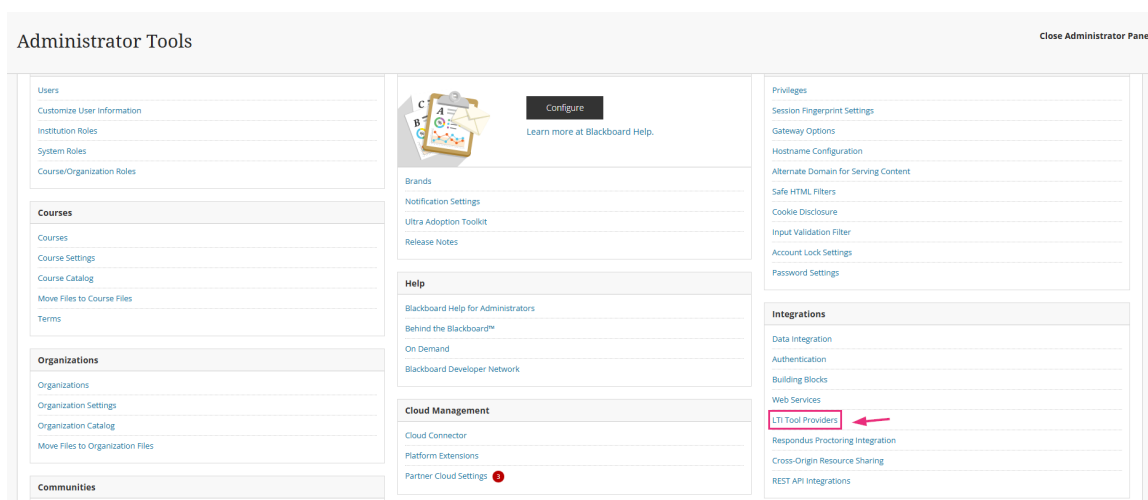 Administrator Tools
Close Administrator Pane
Users
Customize User Information
Institution Roles
System Roles
Course/Organization Roles
Courses
Courses
Course Settings
Course Catalog
Move Files to Course Files
Terms
Organizations
Organizations
Organization Settings
Organization Catalog
Move Files to Organization Files
Communities
C
A
B
Configure
Learn more at Blackboard Help.
Brands
Notification Settings
Ultra Adoption Toolkit
Release Notes
Help
Blackboard Help for Administrators
Behind the Blackboard™
On Demand
Blackboard Developer Network
Cloud Management
Cloud Connector
Platform Extensions
Partner Cloud Settings 3
Privileges
Session Fingerprint Settings
Gateway Options
Hostname Configuration
Alternate Domain for Serving Content
Safe HTML Filters
Cookie Disclosure
Input Validation Filter
Account Lock Settings
Password Settings
Integrations
Data Integration
Authentication
Building Blocks
Web Services
LTI Tool Providers
Respondus Proctoring Integration
Cross-Origin Resource Sharing
REST API Integrations